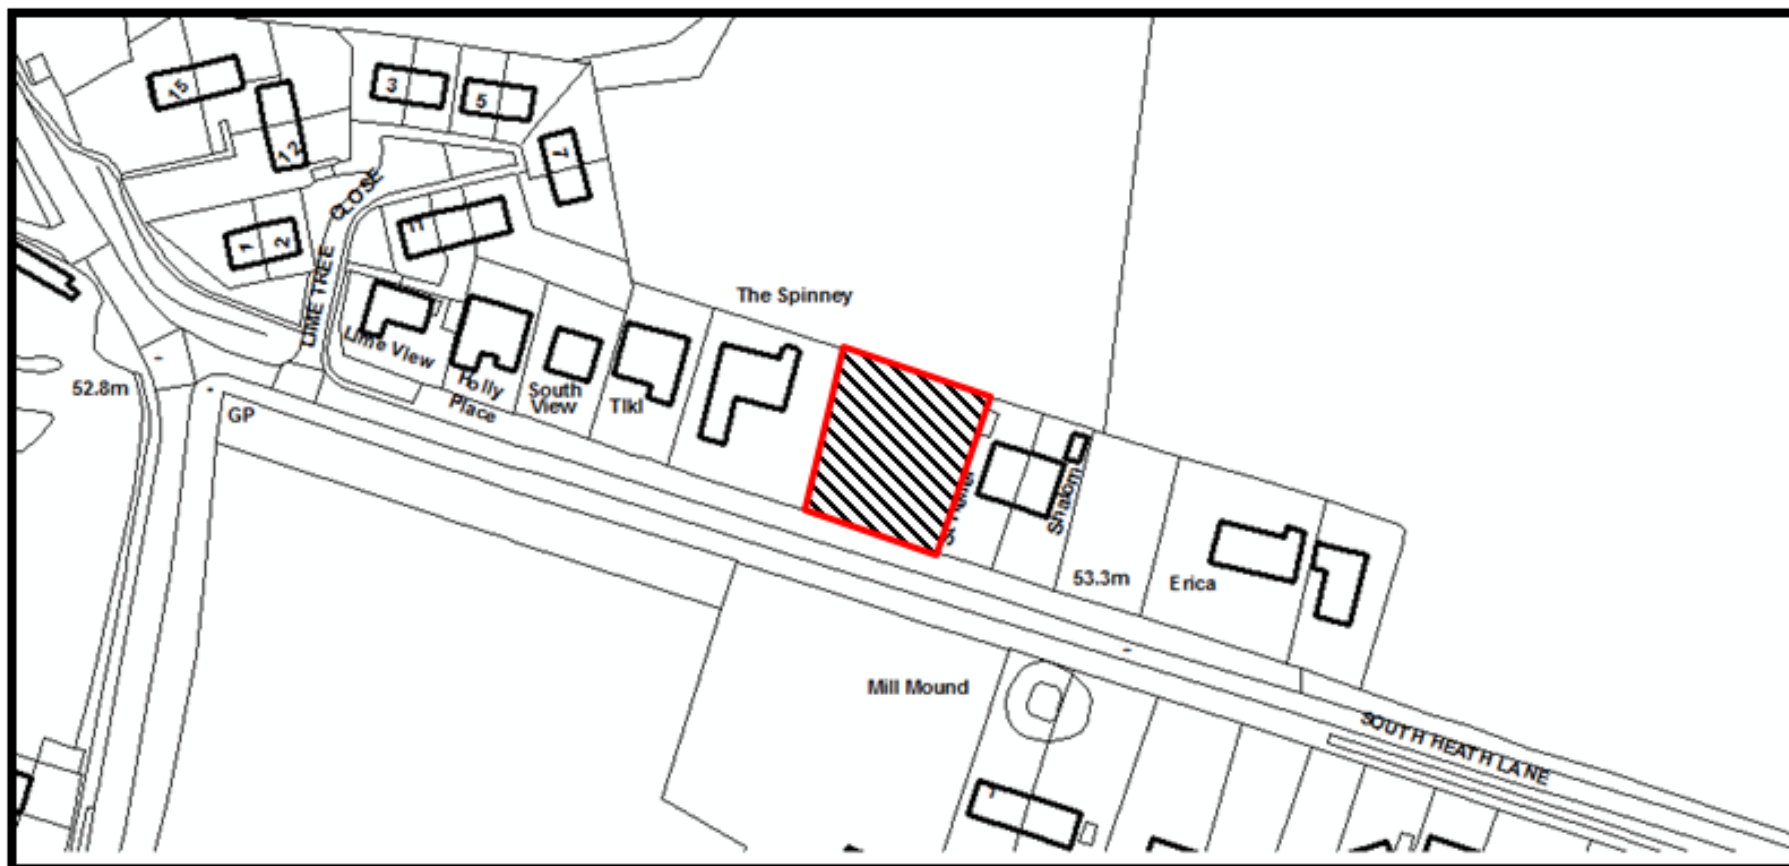 15
3
5
12
7
11
CLOSE
1
2
LIME TREE
The Spinney
Lime View
52.8m
Holly
Place
South
View
TIkI
GP
Shalom
53.3m
Erica
Mill Mound
SOUTH HEATH LANE
1